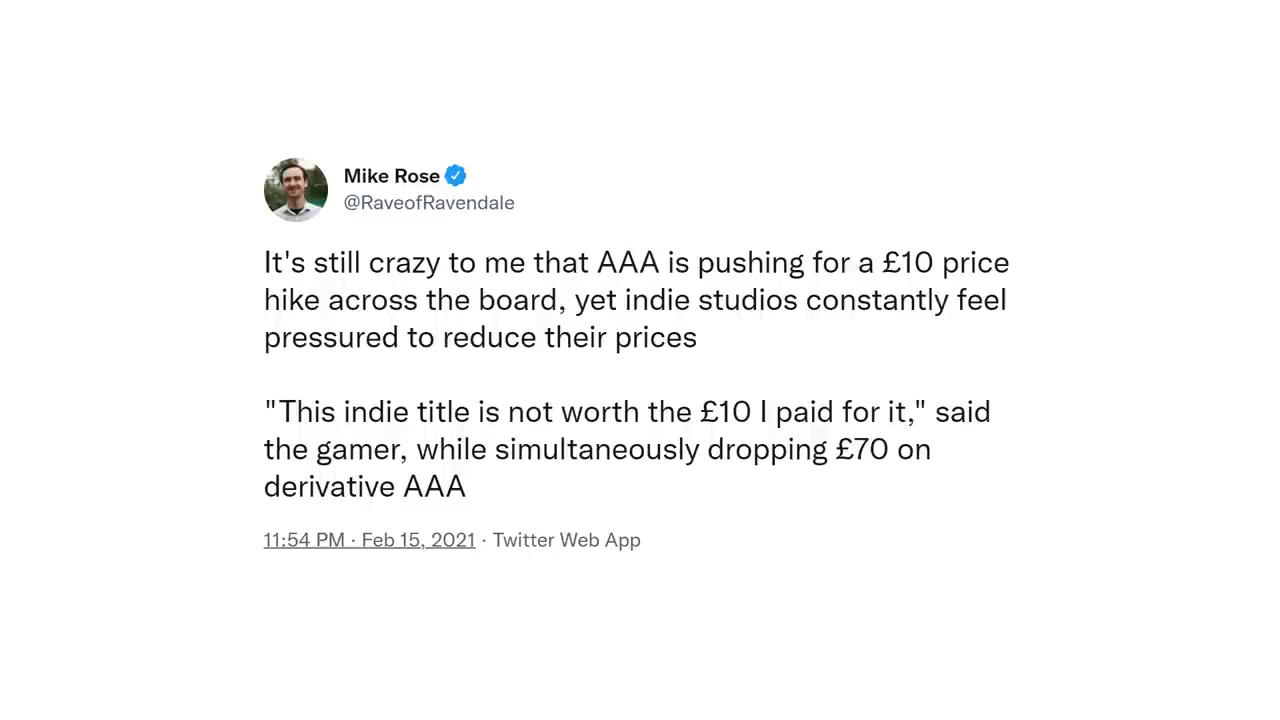 Mike Rose
@RaveofRavendale
It's still crazy to me that AAA is pushing for a £10 price
hike across the board, yet indie studios constantly feel
pressured to reduce their prices
"This indie title is not worth the £10 I paid for it," said
the gamer, while simultaneously dropping £70 on
derivative AAA
11:54 PM · Feb 15, 2021 · Twitter Web App